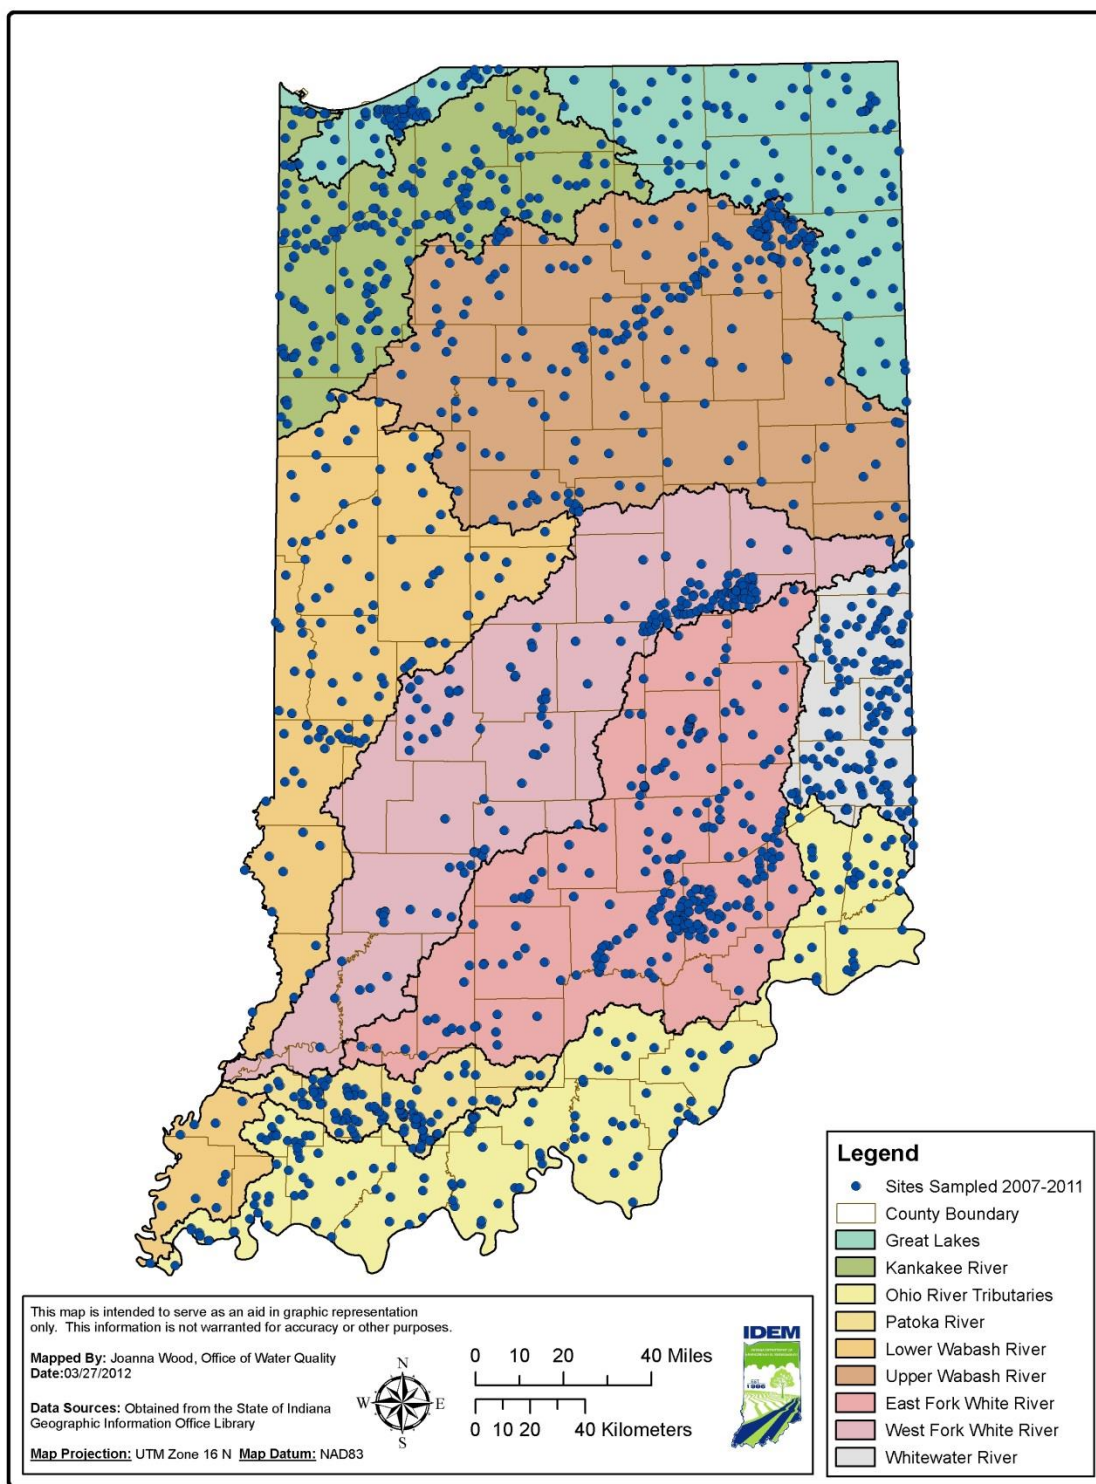 Legend
Sites Sampled 2007-2011
County Boundary
Great Lakes
Kankakee River
Ohio River Tributaries
Patoka River
Lower Wabash River
Upper Wabash River
East Fork White River
West Fork White River
Whitewater River
This map is intended to serve as an aid in graphic representation
only. This information is not warranted for accuracy or other purposes.
Mapped By: Joanna Wood, Office of Water Quality
Date:03/27/2012
Data Sources: Obtained from the State of Indiana
Geographic Information Office Library
Map Projection: UTM Zone 16 N Map Datum: NAD83
N
W E
S
0 10 20 40 Miles
0 10 20 40 Kilometers
IDEM
EST.
1986